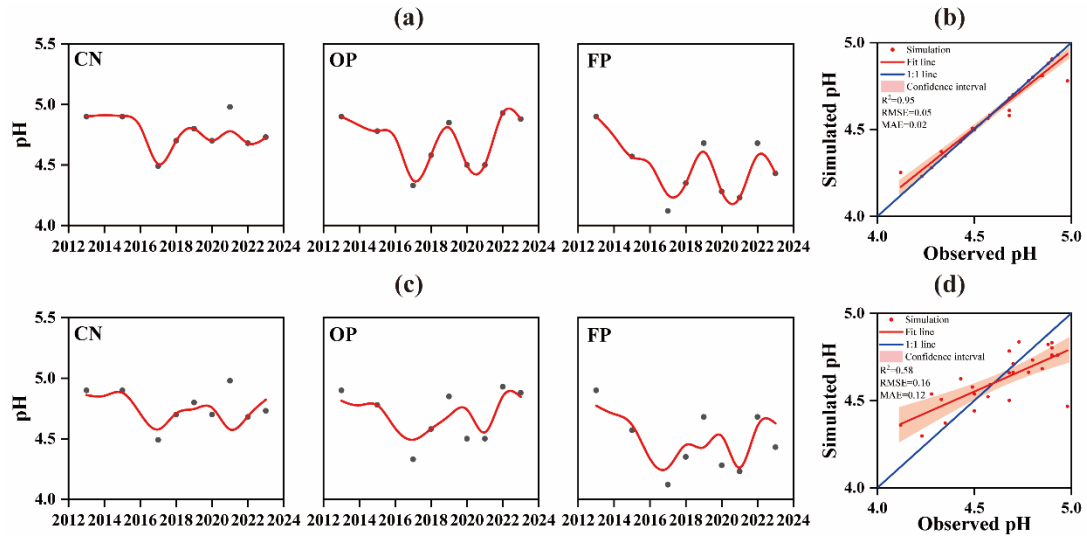 (a)
(b)
CN
OP
FP
pH
5.5
5.0
4.5
4.0
2012 2014 2016 2018 2020 2022 2024
2012 2014 2016 2018 2020 2022 2024
2012 2014 2016 2018 2020 2022 2024
Simulated pH
5.0
4.5
4.0
Simulation
Fit line
1:1 line
Confidence interval
R²=0.95
RMSE=0.05
MAE=0.02
4.0 4.5 5.0
Observed pH
(c)
(d)
CN
OP
FP
pH
5.5
5.0
4.5
4.0
2012 2014 2016 2018 2020 2022 2024
2012 2014 2016 2018 2020 2022 2024
2012 2014 2016 2018 2020 2022 2024
Simulated pH
5.0
4.5
4.0
Simulation
Fit line
1:1 line
Confidence interval
R²=0.58
RMSE=0.16
MAE=0.12
4.0 4.5 5.0
Observed pH